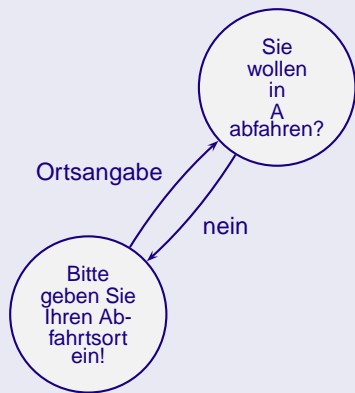 Sie
wollen
in
A
abfahren?
Ortsangabe
nein
Bitte
geben Sie
Ihren Ab-
fahrtsort
ein!